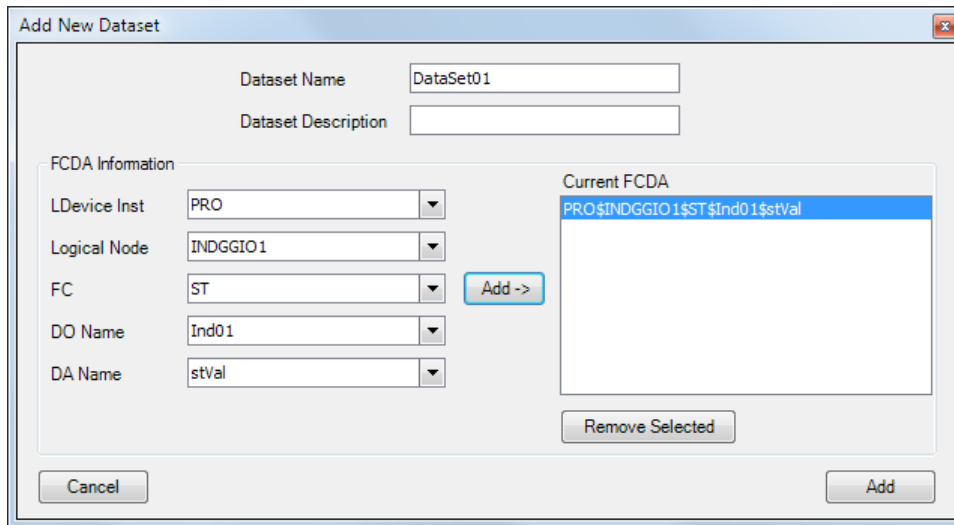 Add New Dataset
Dataset Name DataSet01
Dataset Description
FCDA Information
LDevice Inst PRO
Logical Node INDGGIO1
FC ST
DO Name Ind01
DA Name stVal
Add ->
Current FCDA
PRO$INDGGIO1$ST$Ind01$stVal
Remove Selected
Cancel
Add